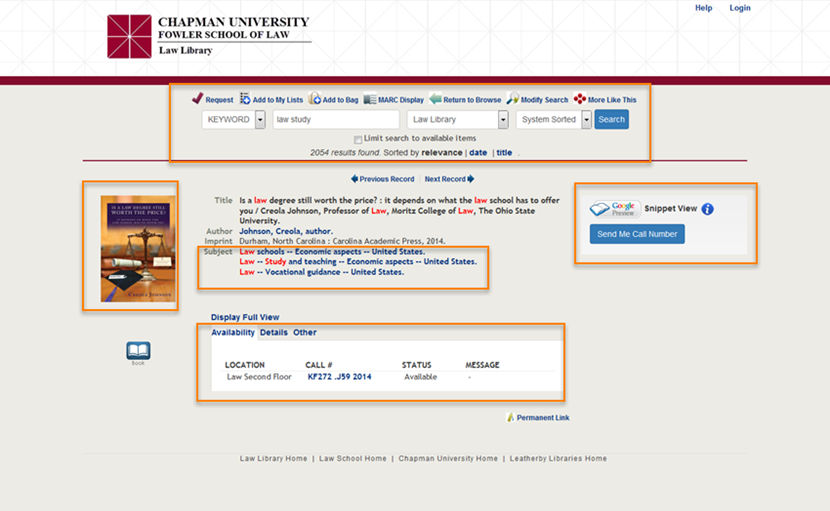 Help Login
CHAPMAN UNIVERSITY
FOWLER SCHOOL OF LAW
Law Library
Request Add to My Lists Add to Bag MARC Display Return to Browse Modify Search More Like This
KEYWORD law study Law Library System Sorted Search
Limit search to available items
2054 results found. Sorted by relevance | date | title .
Previous Record Next Record
IS A LAW DEGREE STILL
WORTH THE PRICE?
CREOLA JOHNSON
Book
Title Is a law degree still worth the price? : it depends on what the law school has to offer
you / Creola Johnson, Professor of Law, Moritz College of Law, The Ohio State
University.
Author Johnson, Creola, author.
Imprint Durham, North Carolina : Carolina Academic Press, 2014.
Subject Law schools -- Economic aspects -- United States.
Law -- Study and teaching -- Economic aspects -- United States.
Law -- Vocational guidance -- United States.
Google Preview Snippet View i
Send Me Call Number
Display Full View
Availability Details Other
LOCATION CALL # STATUS MESSAGE
Law Second Floor KF272 .J59 2014 Available -
Permanent Link
Law Library Home | Law School Home | Chapman University Home | Leatherby Libraries Home